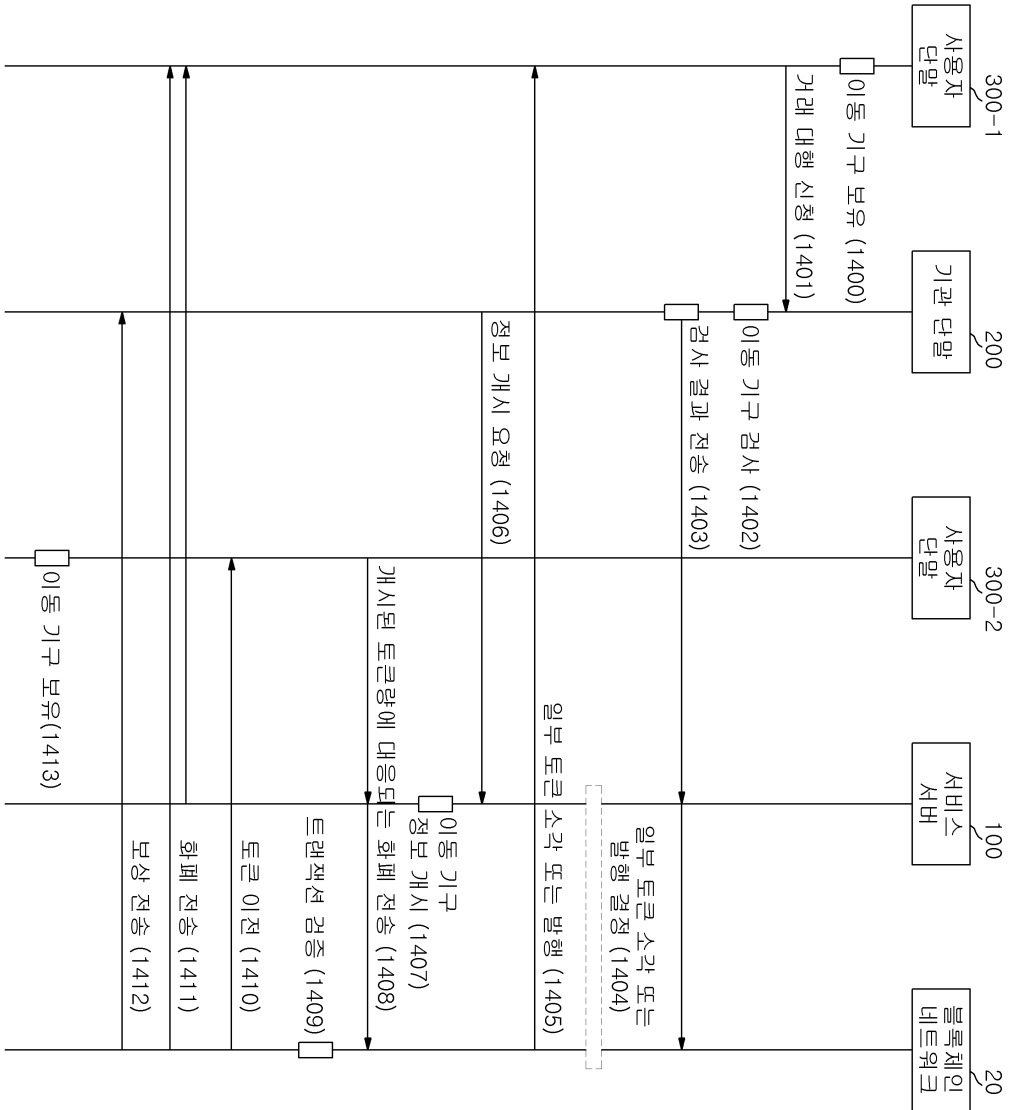 사용자
단말
300-1
기관 단말
200
사용자
단말
300-2
서비스
서버
100
블록체인
네트워크
20
이동 기구 보유 (1400)
거래 대행 신청 (1401)
이동 기구 검사 (1402)
검사 결과 전송 (1403)
일부 토큰 소각 또는
발행 결정 (1404)
일부 토큰 소각 또는 발행 (1405)
정보 개시 요청 (1406)
이동 기구
정보 개시 (1407)
개시된 토큰량에 대응되는 화폐 전송 (1408)
트랜잭션 검증 (1409)
토큰 이전 (1410)
화폐 전송 (1411)
보상 전송 (1412)
이동 기구 보유(1413)